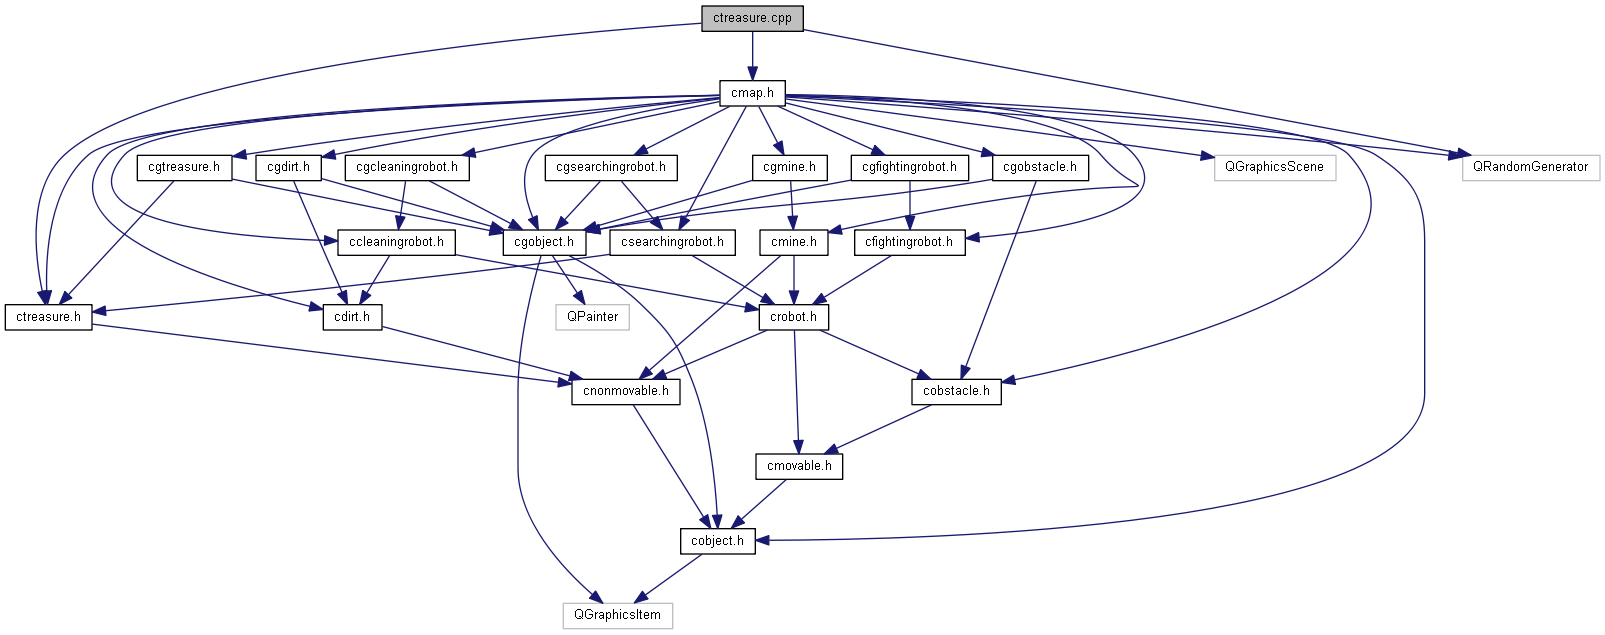 ctreasure.cpp
cmap.h
cgtreasure.h
cgdirt.h
cgcleaningrobot.h
cgsearchingrobot.h
cgmine.h
cgfightingrobot.h
cgobstacle.h
QGraphicsScene
QRandomGenerator
ccleaningrobot.h
cgobject.h
csearchingrobot.h
cmine.h
cfightingrobot.h
ctreasure.h
cdirt.h
QPainter
crobot.h
cnonmovable.h
cobstacle.h
cmovable.h
cobject.h
QGraphicsItem